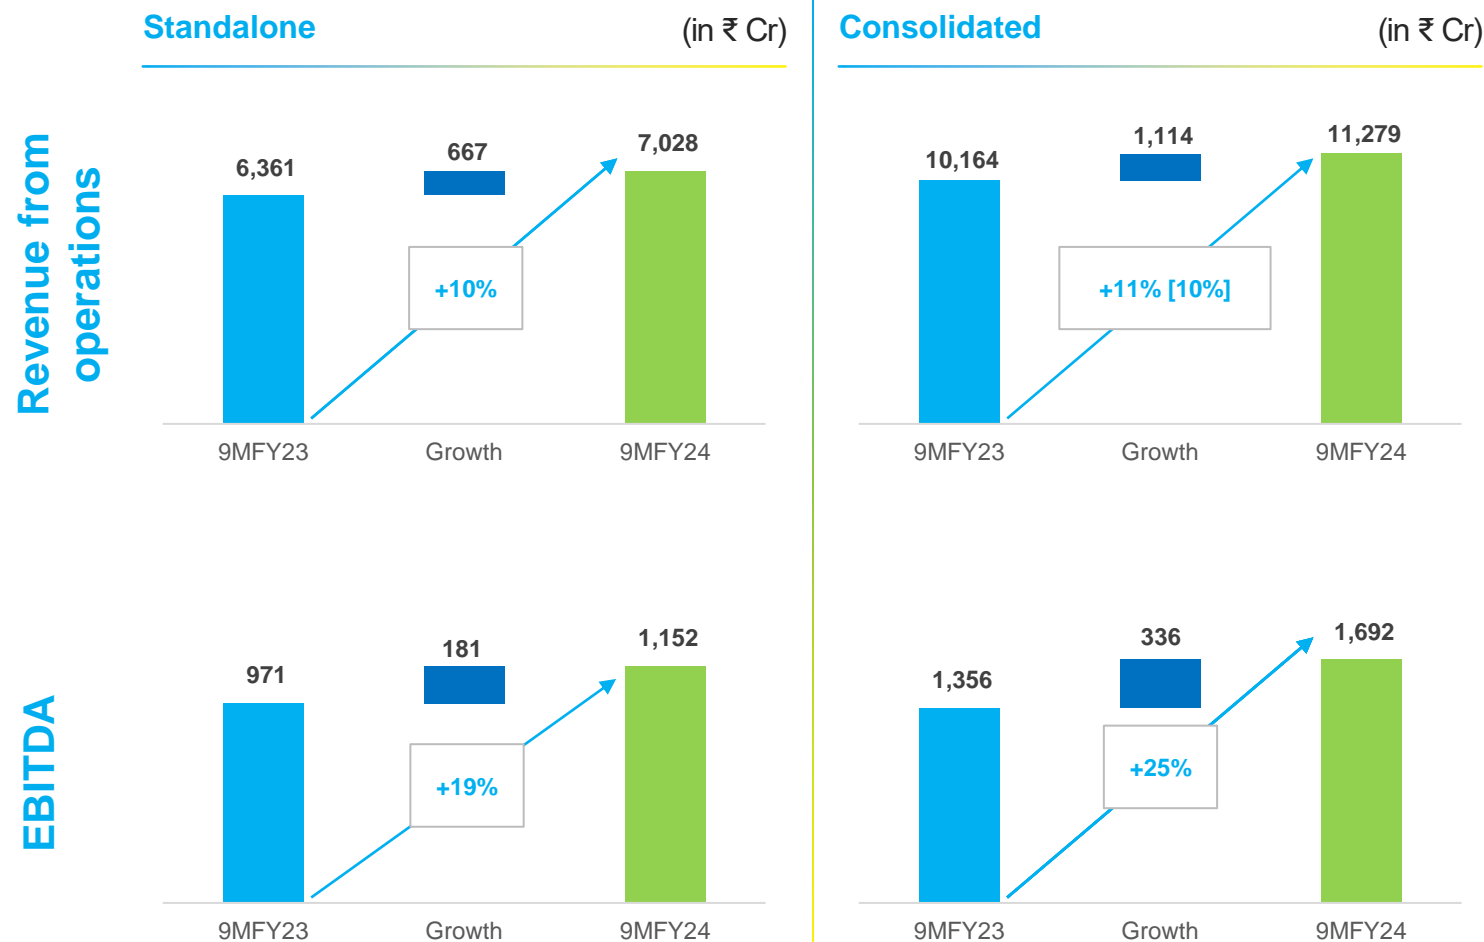 Standalone
(in ₹ Cr)
Consolidated
(in ₹ Cr)
Revenue from
operations
6,361
667
7,028
+10%
9MFY23
Growth
9MFY24
10,164
1,114
11,279
+11% [10%]
9MFY23
Growth
9MFY24
EBITDA
971
181
1,152
+19%
9MFY23
Growth
9MFY24
1,356
336
1,692
+25%
9MFY23
Growth
9MFY24